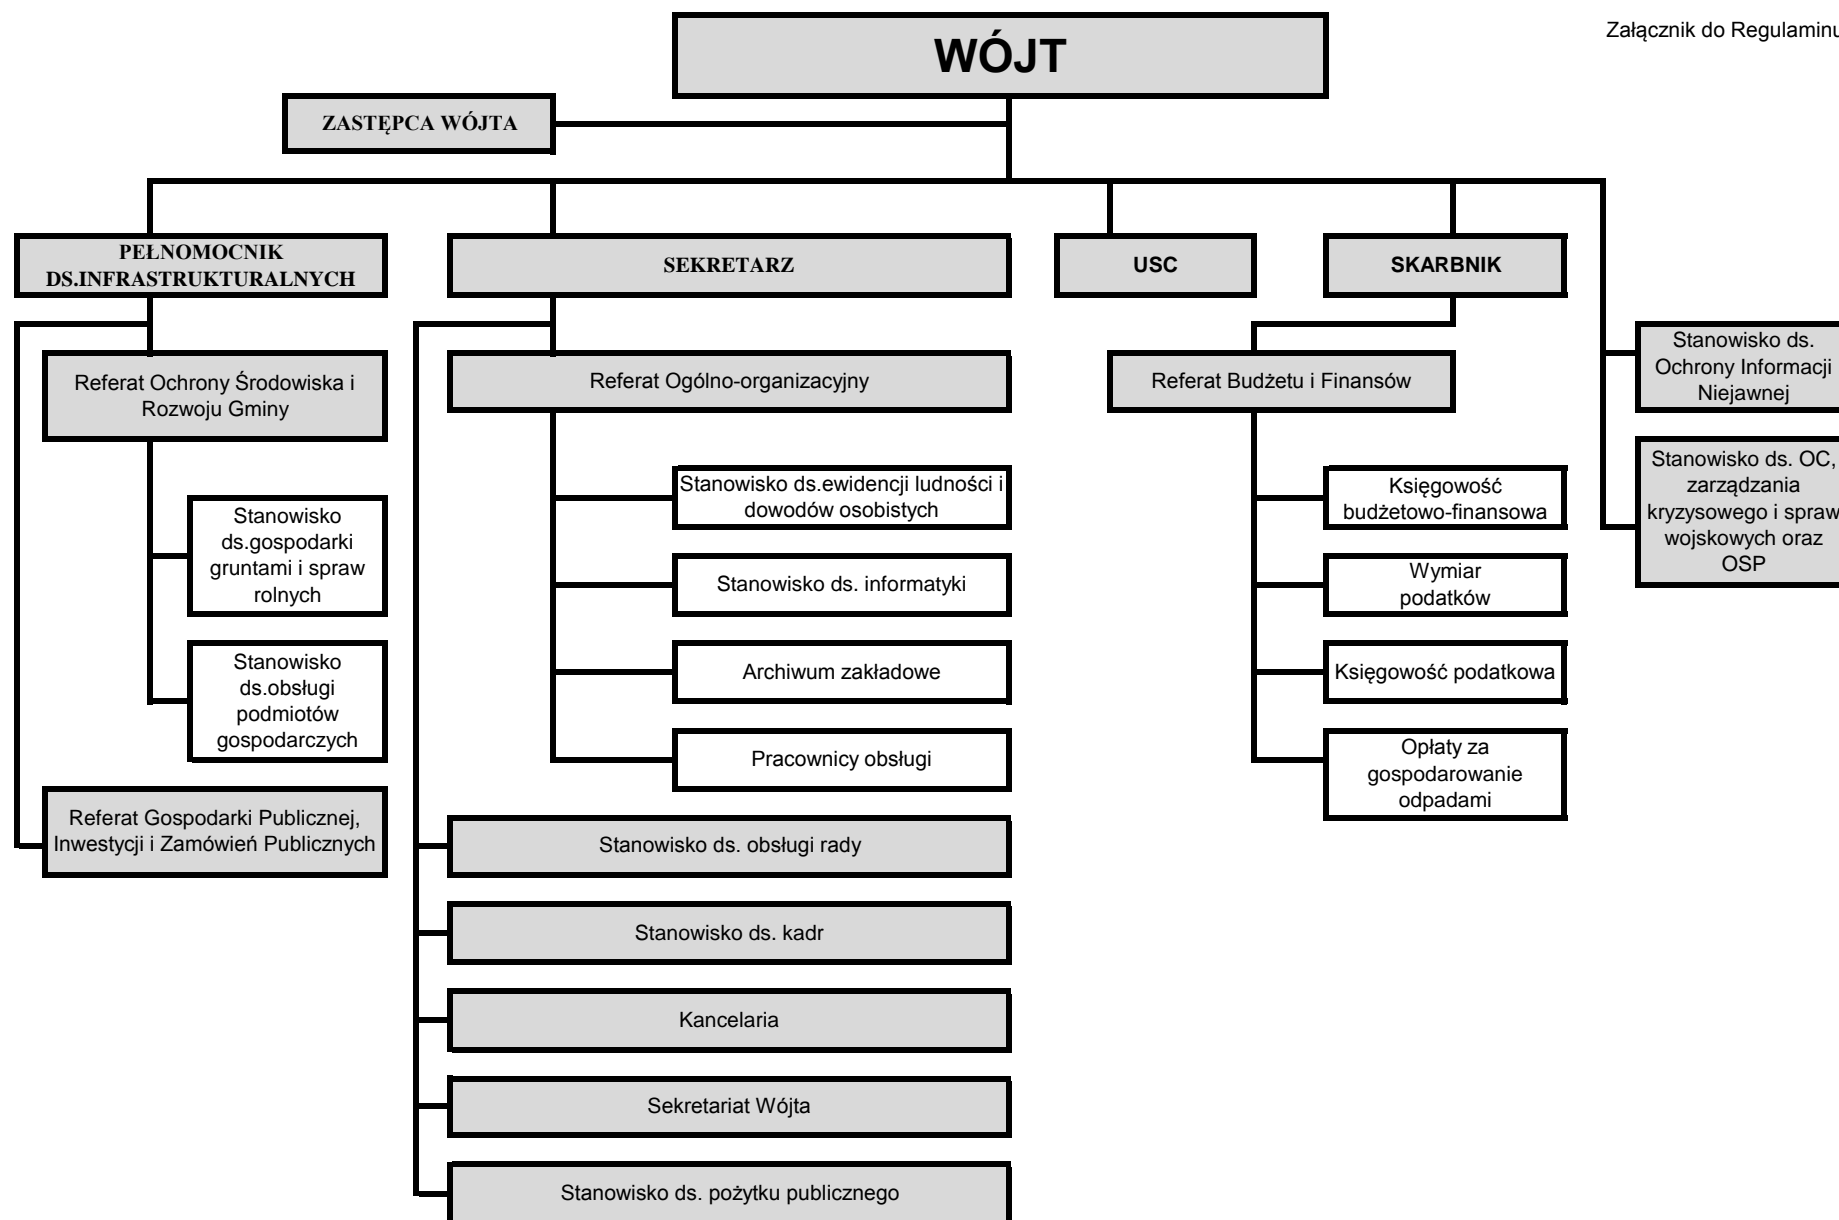 Załącznik do Regulaminu
WÓJT
ZASTĘPCA WÓJTA
PEŁNOMOCNIK
DS.INFRASTRUKTURALNYCH
SEKRETARZ
USC
SKARBNIK
Referat Ochrony Środowiska i
Rozwoju Gminy
Referat Ogólno-organizacyjny
Referat Budżetu i Finansów
Stanowisko ds.
Ochrony Informacji
Niejawnej
Stanowisko ds. OC,
zarządzania
kryzysowego i spraw
wojskowych oraz
OSP
Stanowisko
ds.gospodarki
gruntami i spraw
rolnych
Stanowisko
ds.obsługi
podmiotów
gospodarczych
Referat Gospodarki Publicznej,
Inwestycji i Zamówień Publicznych
Stanowisko ds.ewidencji ludności i
dowodów osobistych
Stanowisko ds. informatyki
Archiwum zakładowe
Pracownicy obsługi
Stanowisko ds. obsługi rady
Stanowisko ds. kadr
Kancelaria
Sekretariat Wójta
Stanowisko ds. pożytku publicznego
Księgowość
budżetowo-finansowa
Wymiar
podatków
Księgowość podatkowa
Opłaty za
gospodarowanie
odpadami